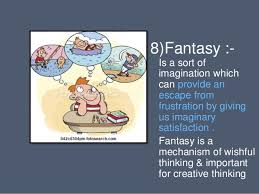 8)Fantasy :-
Is a sort of
imagination which
can provide an
escape from
frustration by giving
us imaginary
satisfaction .
Fantasy is a
mechanism of wishful
thinking & important
for creative thinking